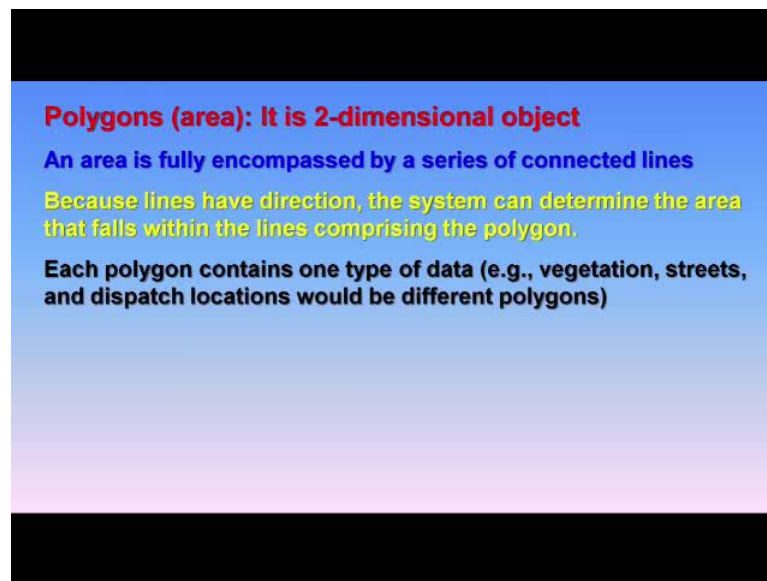 Polygons (area): It is 2-dimensional object
An area is fully encompassed by a series of connected lines
Because lines have direction, the system can determine the area
that falls within the lines comprising the polygon.
Each polygon contains one type of data (e.g., vegetation, streets,
and dispatch locations would be different polygons)